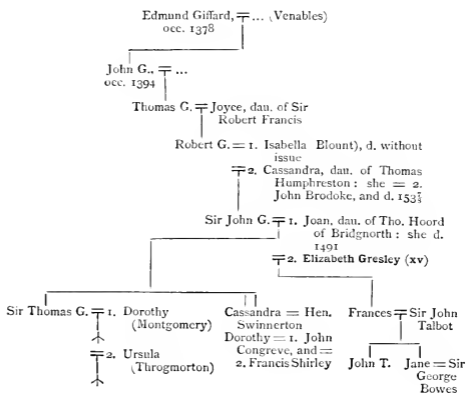 Edmund Giffard, ╤ ... (Venables)
occ. 1378
John G., ╤ ...
occ. 1394
Thomas G. ╤ Joyce, dau. of Sir
Robert Francis
Robert G. = 1. Isabella Blount), d. without
issue
╤ 2. Cassandra, dau. of Thomas
Humphreston : she = 2.
John Brodoke, and d. 153⅞
Sir John G. ╤ 1. Joan, dau. of Tho. Hoord
of Bridgnorth : she d.
1491
╤ 2. Elizabeth Gresley (xv)
Sir Thomas G. ╤ 1. Dorothy
(Montgomery)
╤ 2. Ursula
(Throgmorton)
Cassandra = Hen.
Swinnerton
Dorothy = 1. John
Congreve, and =
2. Francis Shirley
Frances ╤ Sir John
Talbot
John T.
Jane = Sir
George
Bowes